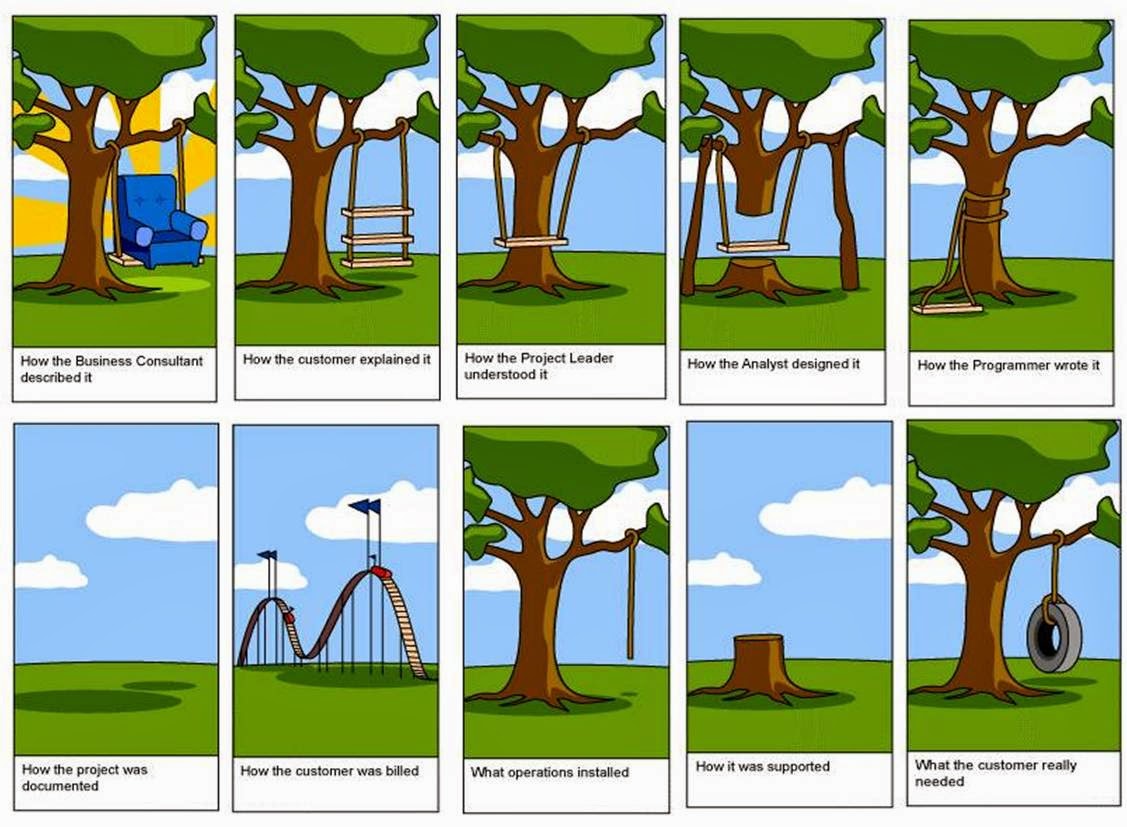 How the Business Consultant
described it
How the customer explained it
How the Project Leader
understood it
How the Analyst designed it
How the Programmer wrote it
How the project was
documented
How the customer was billed
What operations installed
How it was supported
What the customer really
needed